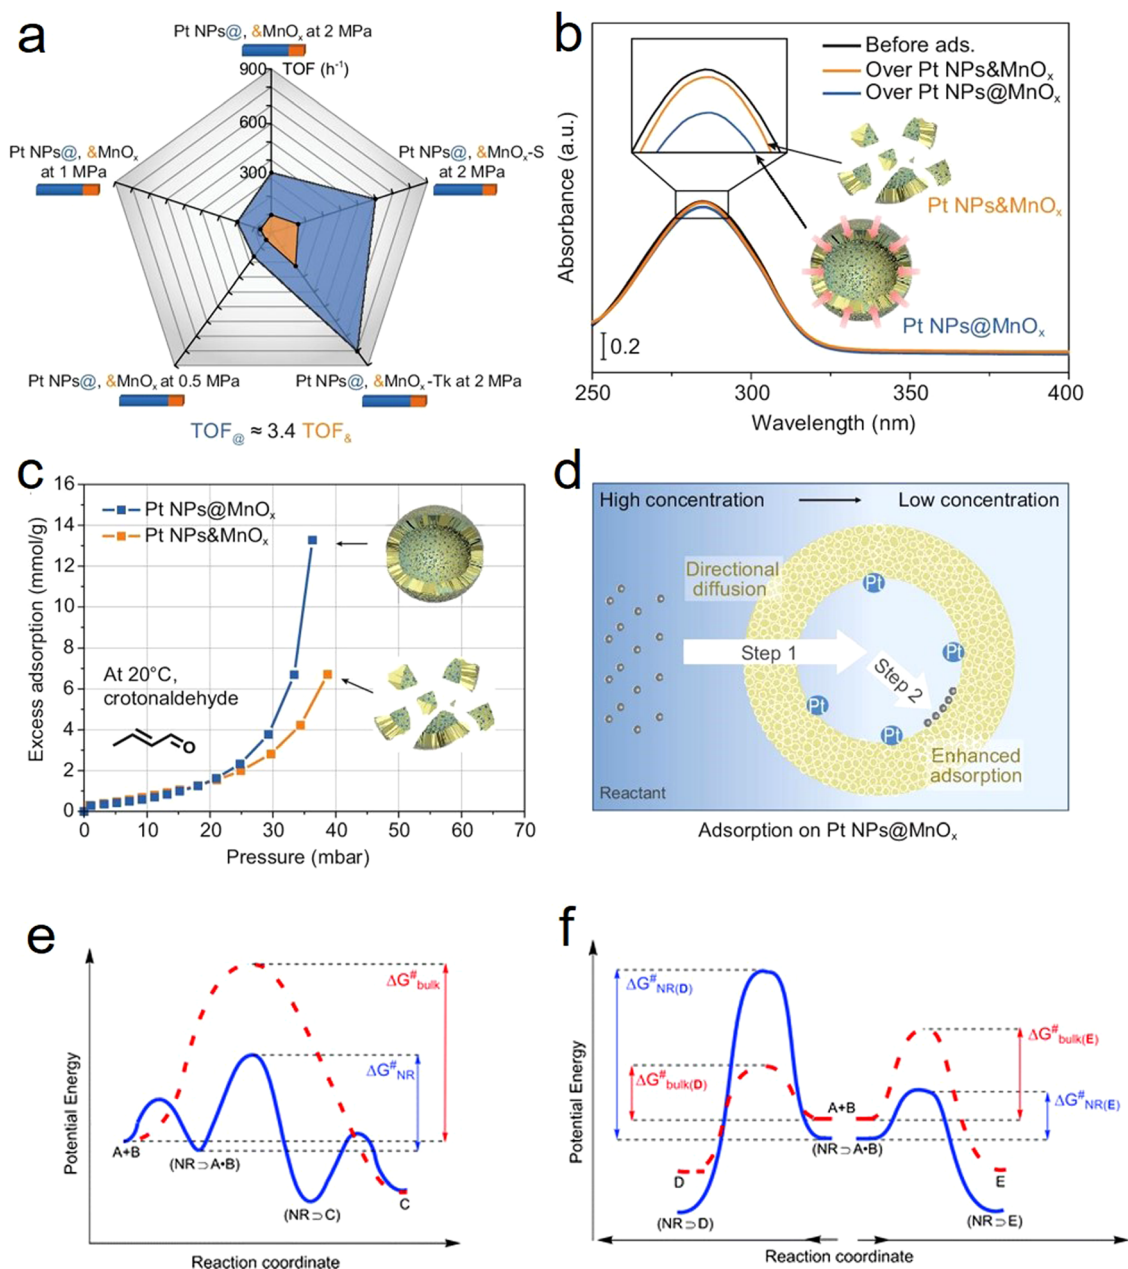 a
Pt NPs@, &MnOx at 2 MPa
TOF (h-1)
900
600
300
Pt NPs@, &MnOx
at 1 MPa
Pt NPs@, &MnOx-S
at 2 MPa
Pt NPs@, &MnOx at 0.5 MPa
Pt NPs@, &MnOx-Tk at 2 MPa
TOF@ ≈ 3.4 TOF&
b
Before ads.
Over Pt NPs&MnOx
Over Pt NPs@MnOx
Absorbance (a.u.)
Pt NPs&MnOx
Pt NPs@MnOx
0.2
250 300 350 400
Wavelength (nm)
c
16
14
12
10
8
6
4
2
0
Excess adsorption (mmol/g)
Pt NPs@MnOx
Pt NPs&MnOx
At 20°C,
crotonaldehyde
O
0 10 20 30 40 50 60 70
Pressure (mbar)
d
High concentration
Low concentration
Directional
diffusion
Pt
Pt
Pt
Pt
Step 1
Step 2
Enhanced
adsorption
Reactant
Adsorption on Pt NPs@MnOx
e
Potential Energy
ΔG#bulk
ΔG#NR
A+B
(NR⊃A•B)
(NR⊃C)
C
Reaction coordinate
f
Potential Energy
ΔG#NR(D)
ΔG#bulk(D)
ΔG#bulk(E)
ΔG#NR(E)
A+B
(NR⊃A•B)
D
E
(NR⊃D)
(NR⊃E)
Reaction coordinate